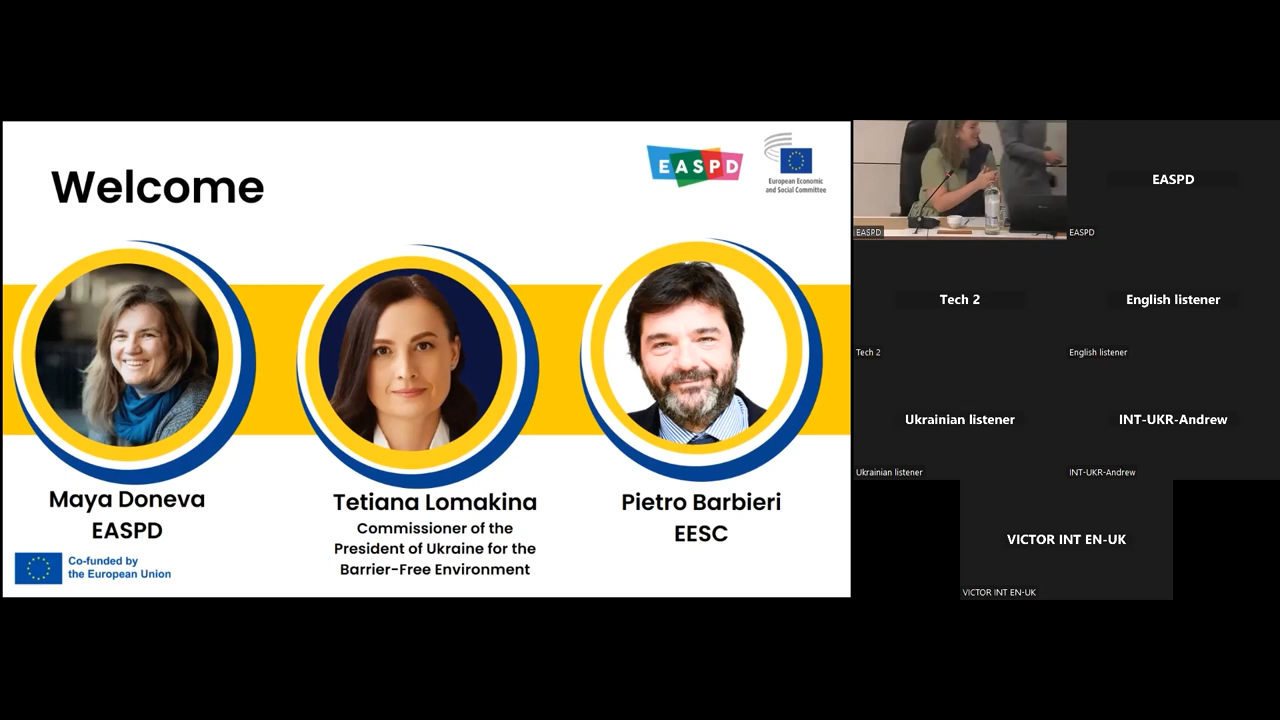 Welcome
EASPD
European Economic
and Social Committee
Maya Doneva
EASPD
Tetiana Lomakina
Commissioner of the
President of Ukraine for the
Barrier-Free Environment
Pietro Barbieri
EESC
Co-funded by
the European Union
EASPD
EASPD
EASPD
Tech 2
Tech 2
English listener
English listener
Ukrainian listener
Ukrainian listener
INT-UKR-Andrew
INT-UKR-Andrew
VICTOR INT EN-UK
VICTOR INT EN-UK